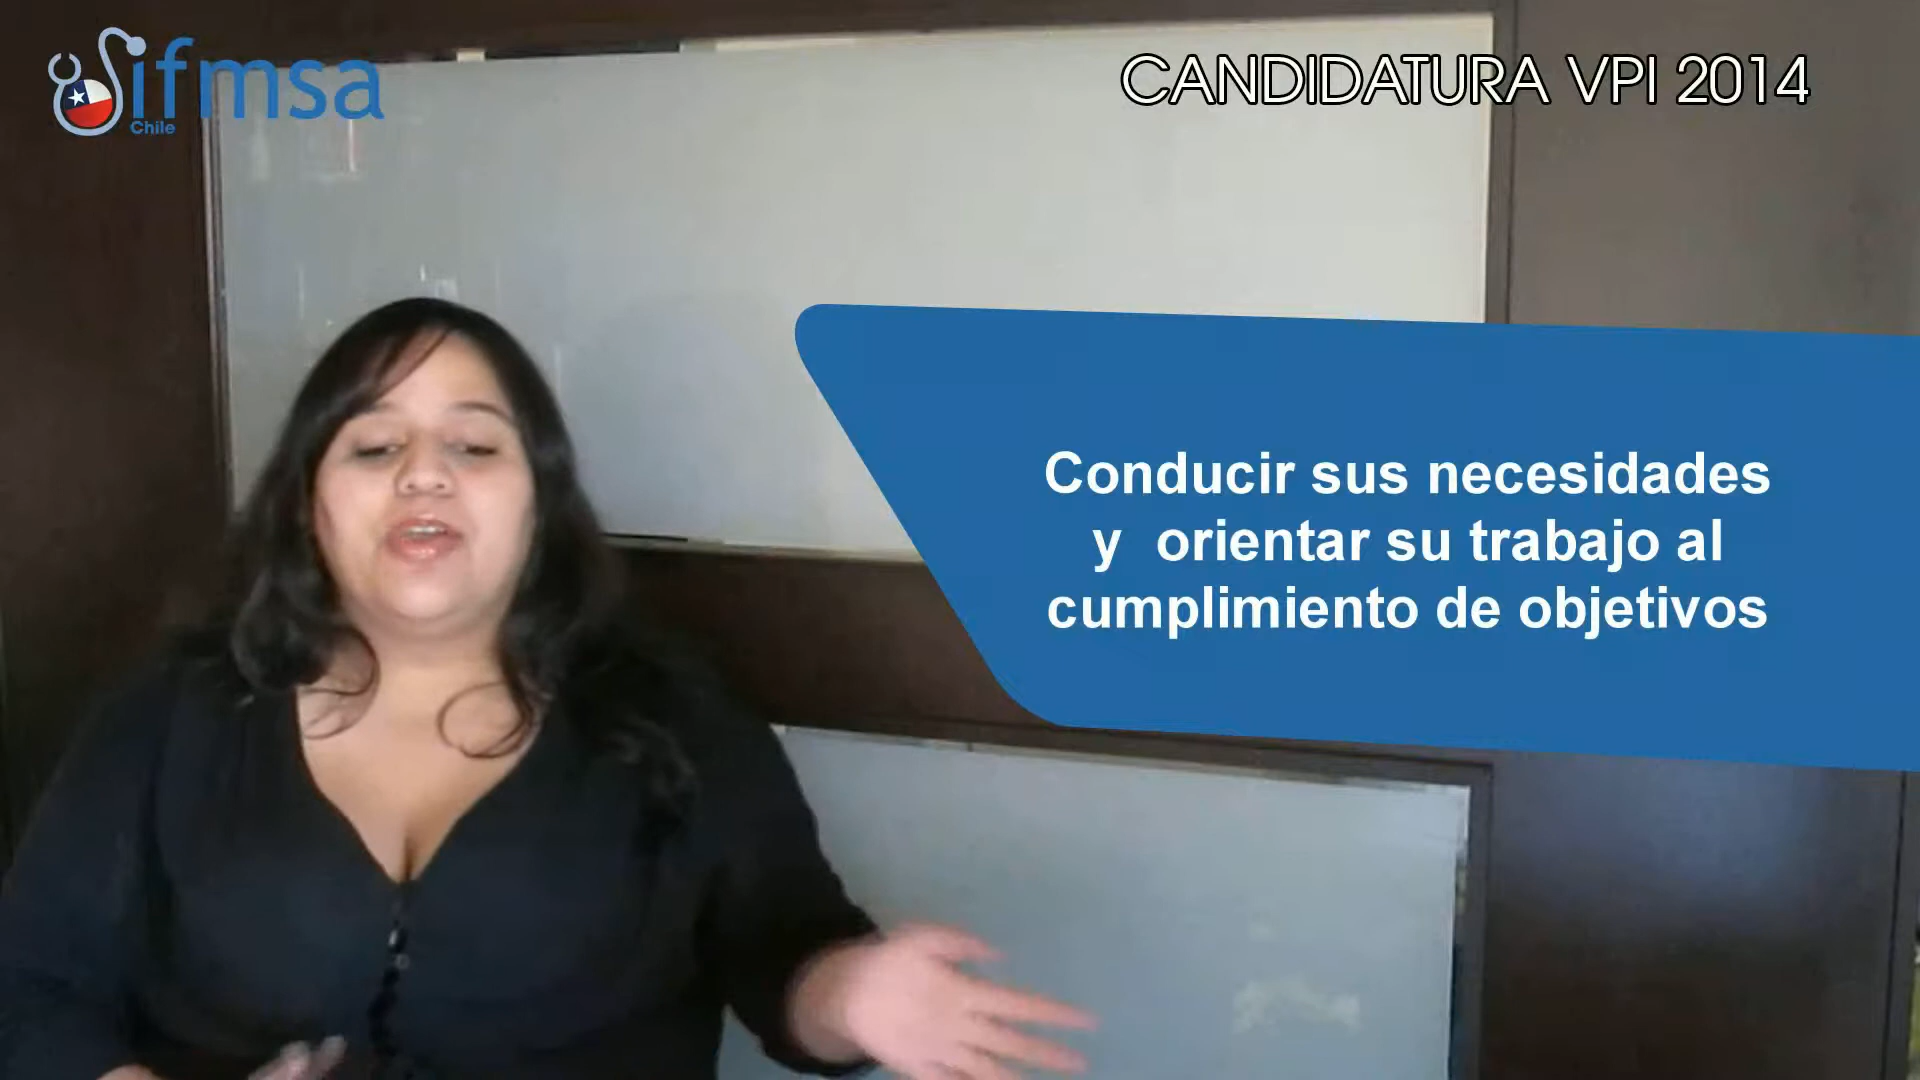 ifmsa
Chile
CANDIDATURA VPI 2014
Conducir sus necesidades
y orientar su trabajo al
cumplimiento de objetivos